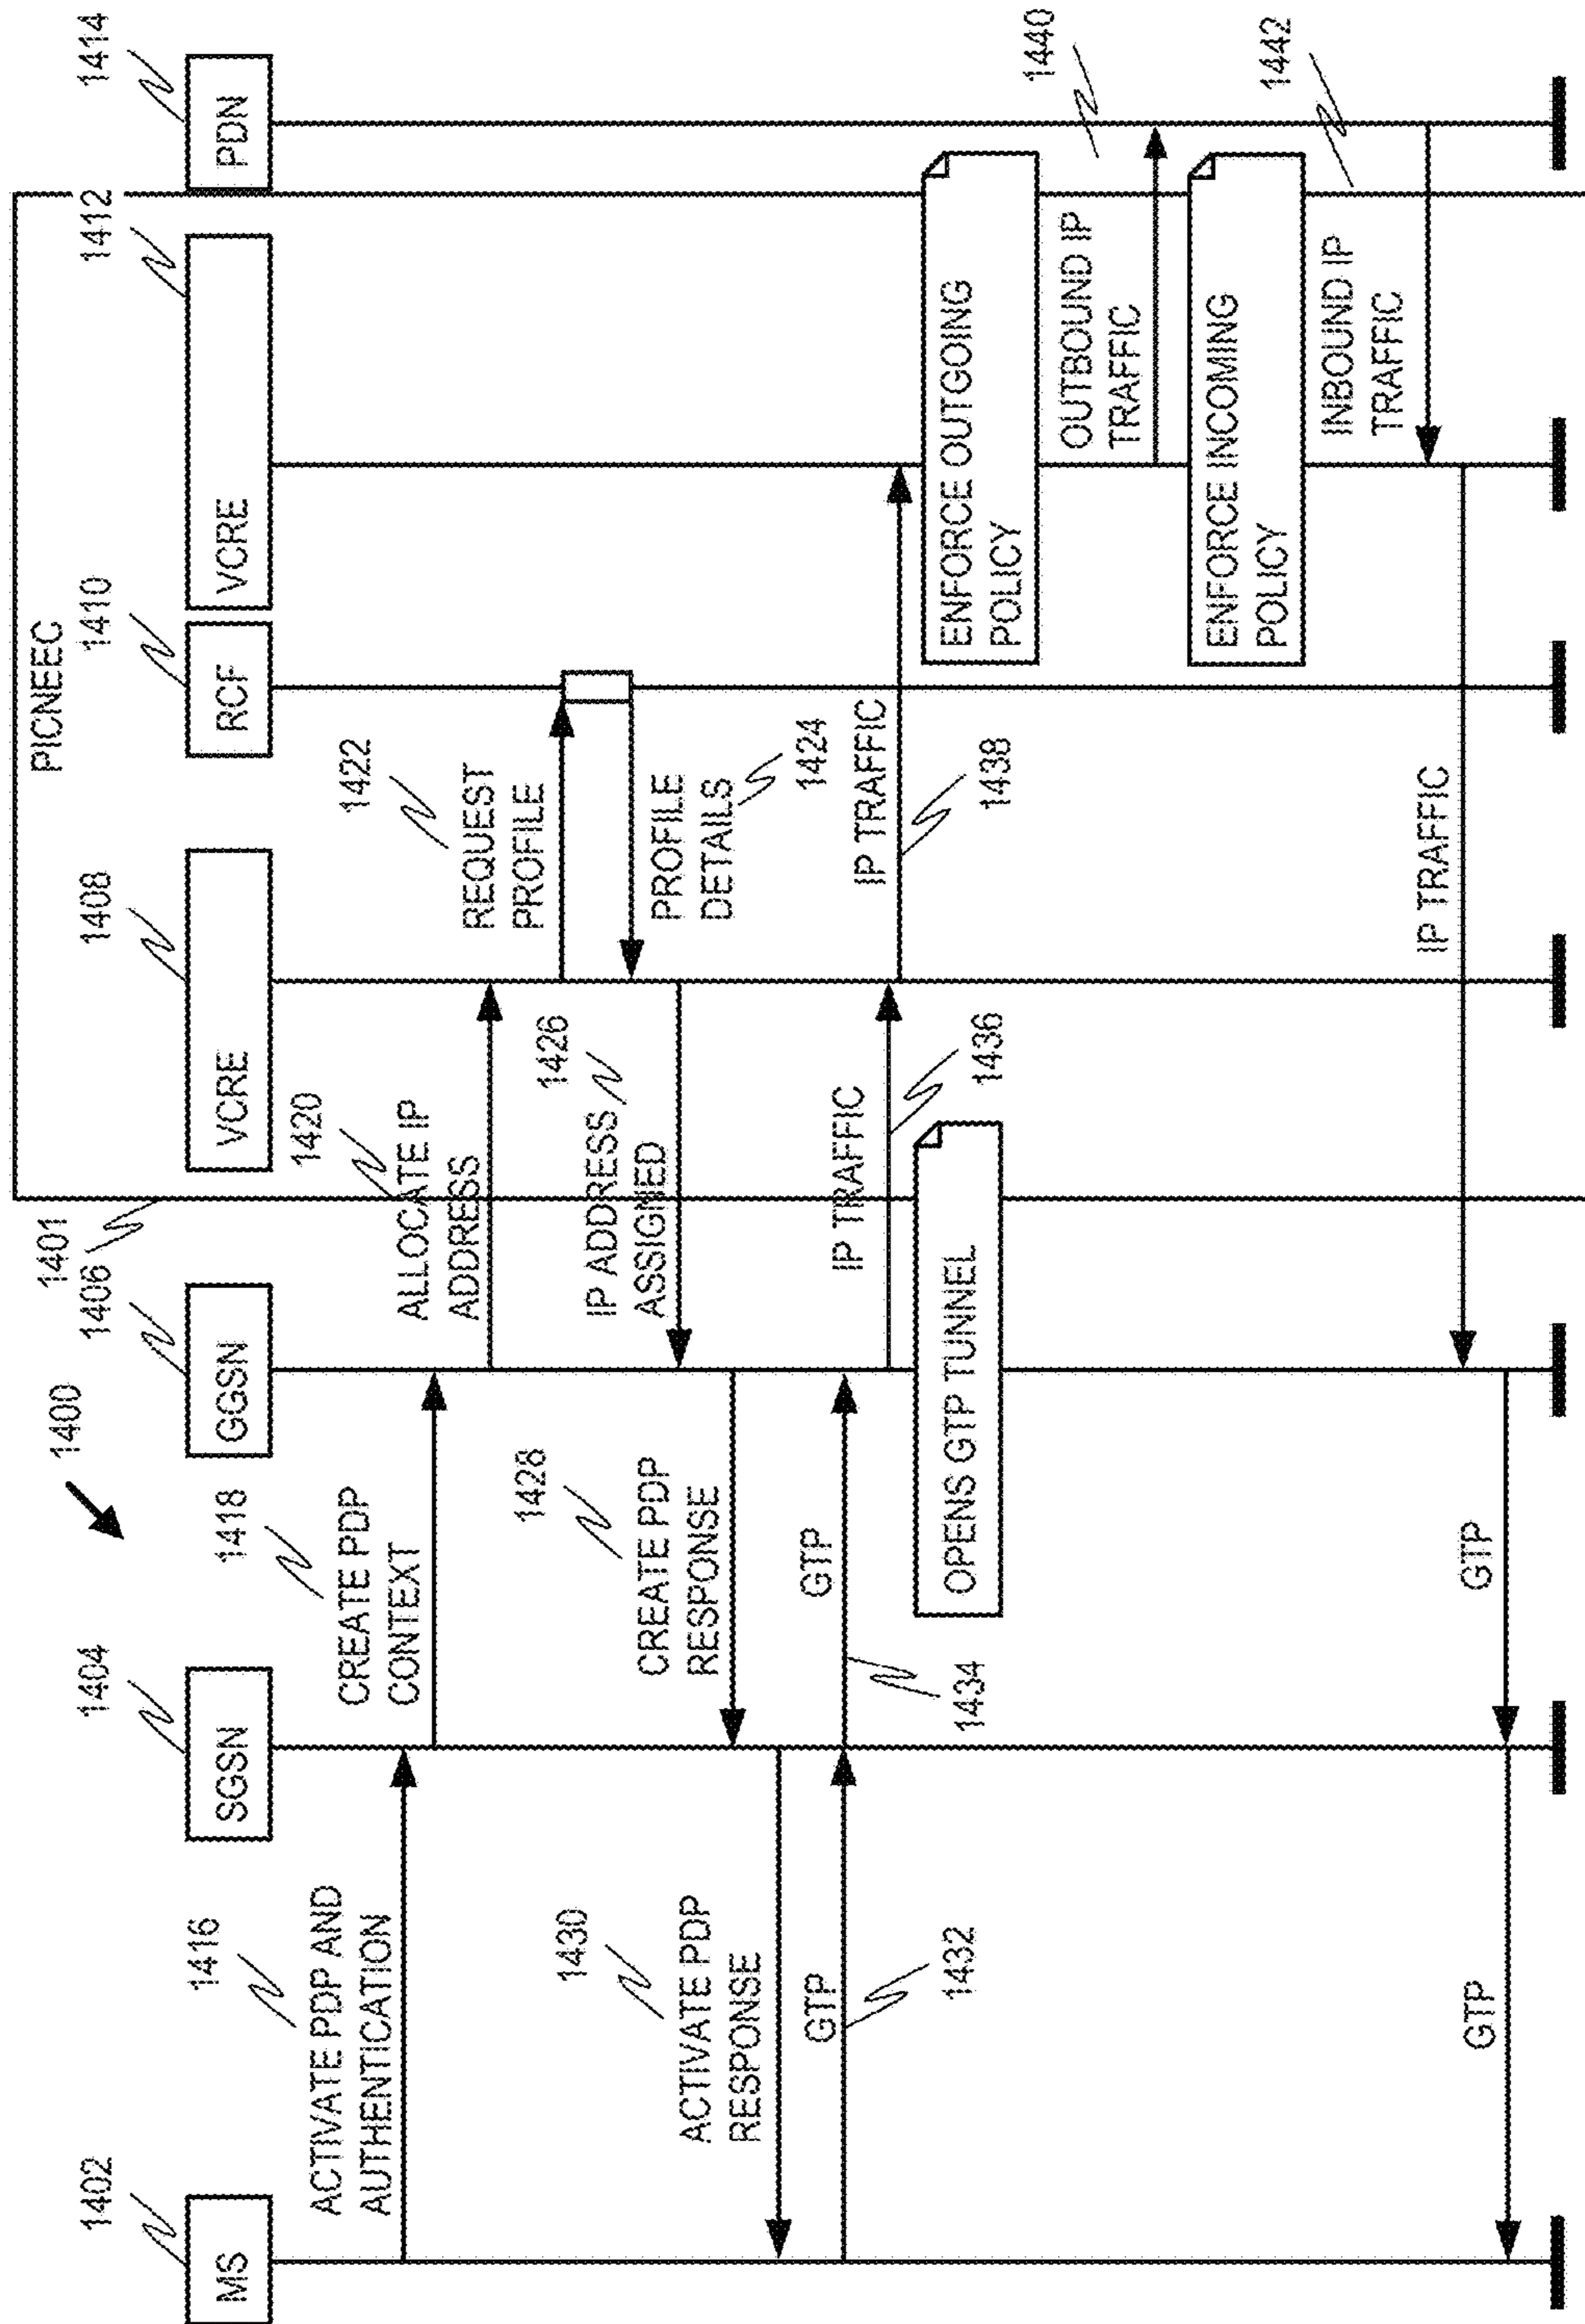 1400
PICNEEC
1401
1402
1404
1406
1408
1410
1412
1414
MS
SGSN
GGSN
VCRE
RCF
VCRE
PDN
1416
ACTIVATE PDP AND
AUTHENTICATION
1418
CREATE PDP
CONTEXT
1420
ALLOCATE IP
ADDRESS
1422
REQUEST
PROFILE
PROFILE
DETAILS
1424
1426
IP ADDRESS
ASSIGNED
1428
CREATE PDP
RESPONSE
1430
ACTIVATE PDP
RESPONSE
GTP
1432
GTP
1434
IP TRAFFIC
1436
OPENS GTP TUNNEL
IP TRAFFIC
1438
ENFORCE OUTGOING
POLICY
1440
OUTBOUND IP
TRAFFIC
ENFORCE INCOMING
POLICY
1442
INBOUND IP
TRAFFIC
IP TRAFFIC
GTP
GTP